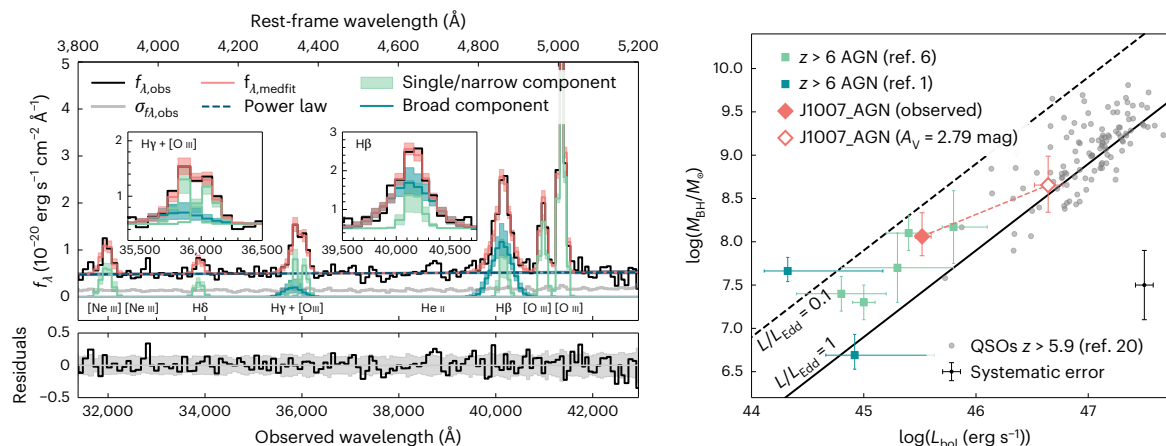 Rest-frame wavelength (Å)
3,800 4,000 4,200 4,400 4,600 4,800 5,000 5,200
5
4
3
2
1
0
f_λ (10⁻²⁰ erg s⁻¹ cm⁻² Å⁻¹)
f_λ,obs
f_λ,medfit
Single/narrow component
σ_fλ,obs
Power law
Broad component
Hγ + [O III]
2
1
35,500 36,000 36,500
Hβ
3
2
1
39,500 40,000 40,500
[Ne III] [Ne III] Hδ Hγ + [OIII] He II Hβ [O III] [O III]
Residuals
0.5
0
−0.5
32,000 34,000 36,000 38,000 40,000 42,000
Observed wavelength (Å)
log(M_BH/M_⊙)
10.0
9.5
9.0
8.5
8.0
7.5
7.0
6.5
z > 6 AGN (ref. 6)
z > 6 AGN (ref. 1)
J1007_AGN (observed)
J1007_AGN (A_V = 2.79 mag)
L/L_Edd = 0.1
L/L_Edd = 1
QSOs z > 5.9 (ref. 20)
Systematic error
44 45 46 47
log(L_bol (erg s⁻¹))